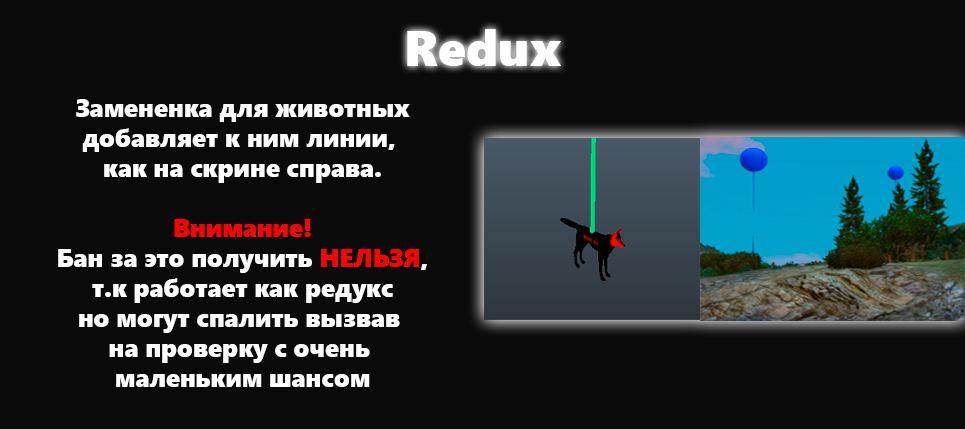 Redux
Замененка для животных
добавляет к ним линии,
как на скрине справа.
Внимание!
Бан за это получить НЕЛЬЗЯ,
т.к работает как редукс
но могут спалить вызвав
на проверку с очень
маленьким шансом